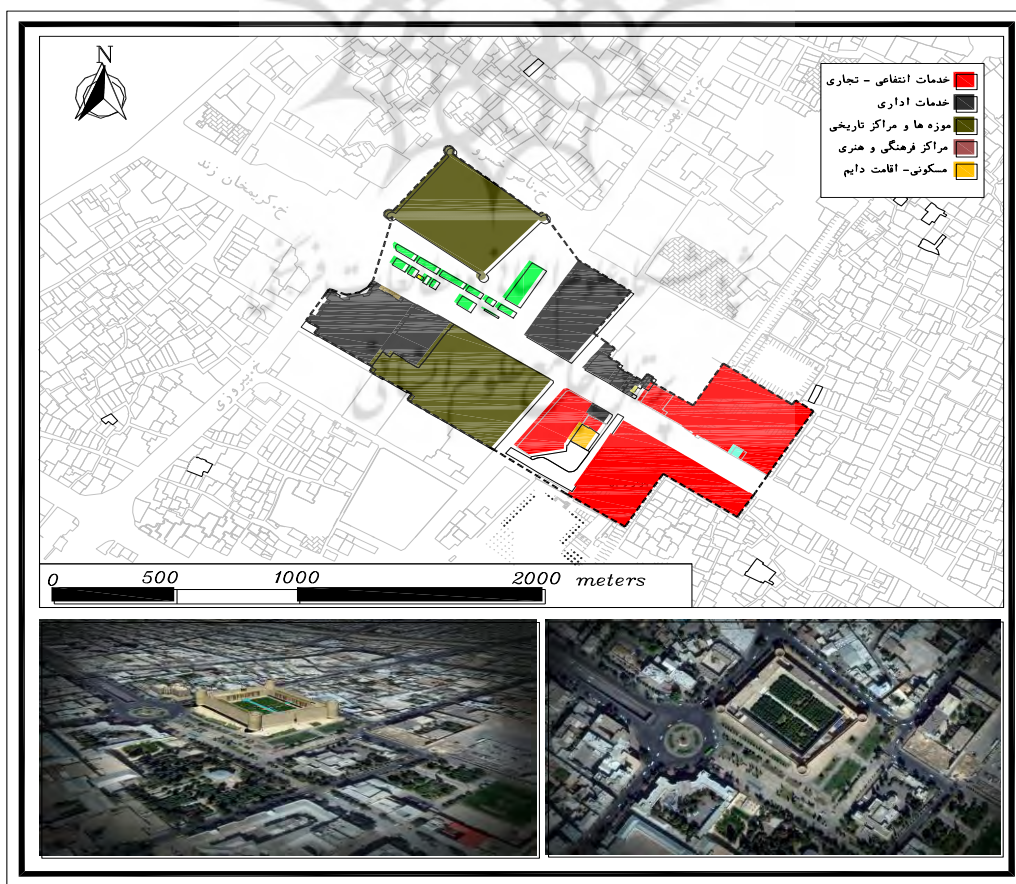 N
خدمات انتفاعی - تجاری
خدمات اداری
موزه ها و مراکز تاریخی
مراکز فرهنگی و هنری
مسکونی- اقامت دایم
خ.ناصر خسرو
خ.کریمخان زند
خ.پیروزی
0 500 1000 2000 meters